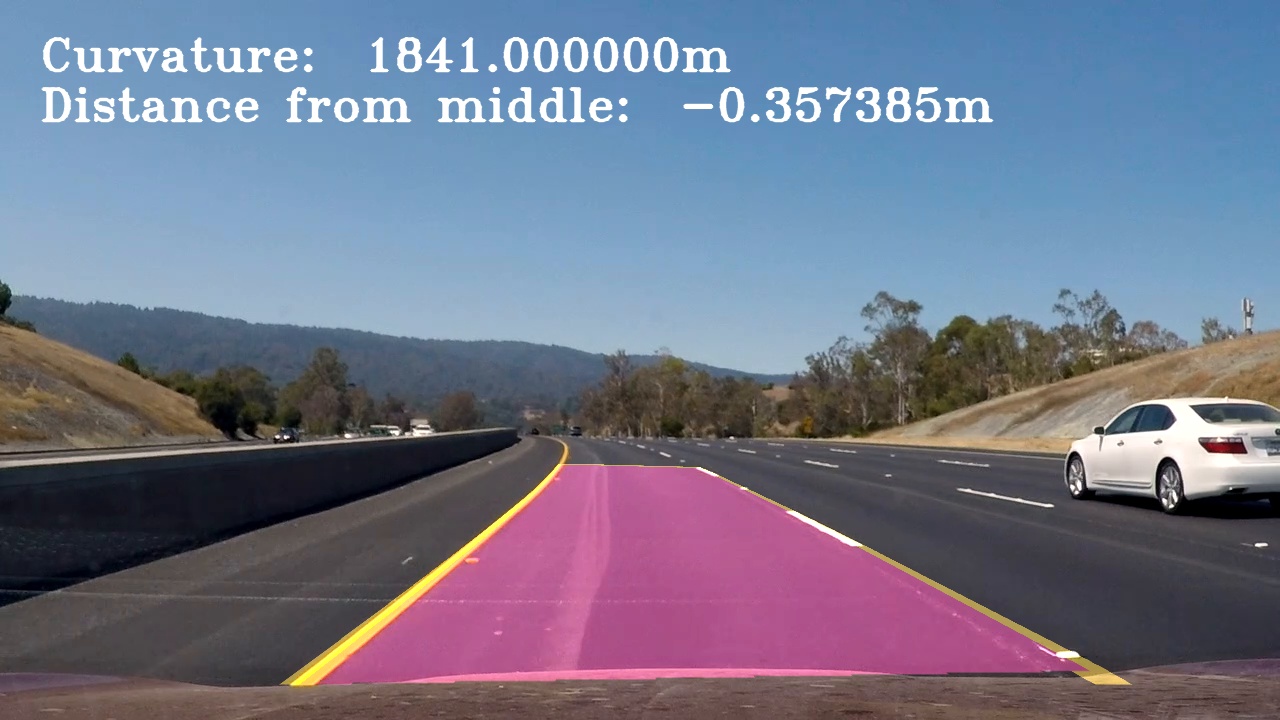 Curvature: 1841.000000m
Distance from middle: −0.357385m